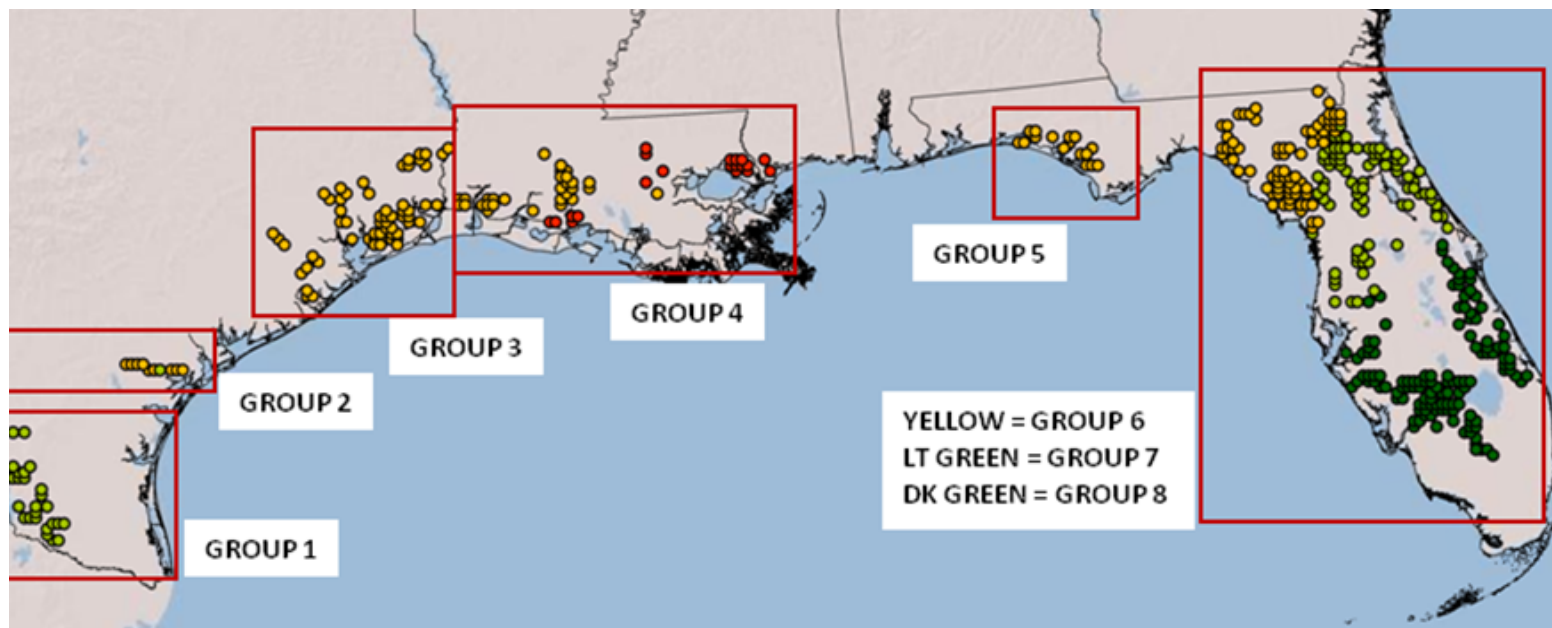 GROUP 5
GROUP 4
GROUP 3
GROUP 2
YELLOW = GROUP 6
LT GREEN = GROUP 7
DK GREEN = GROUP 8
GROUP 1